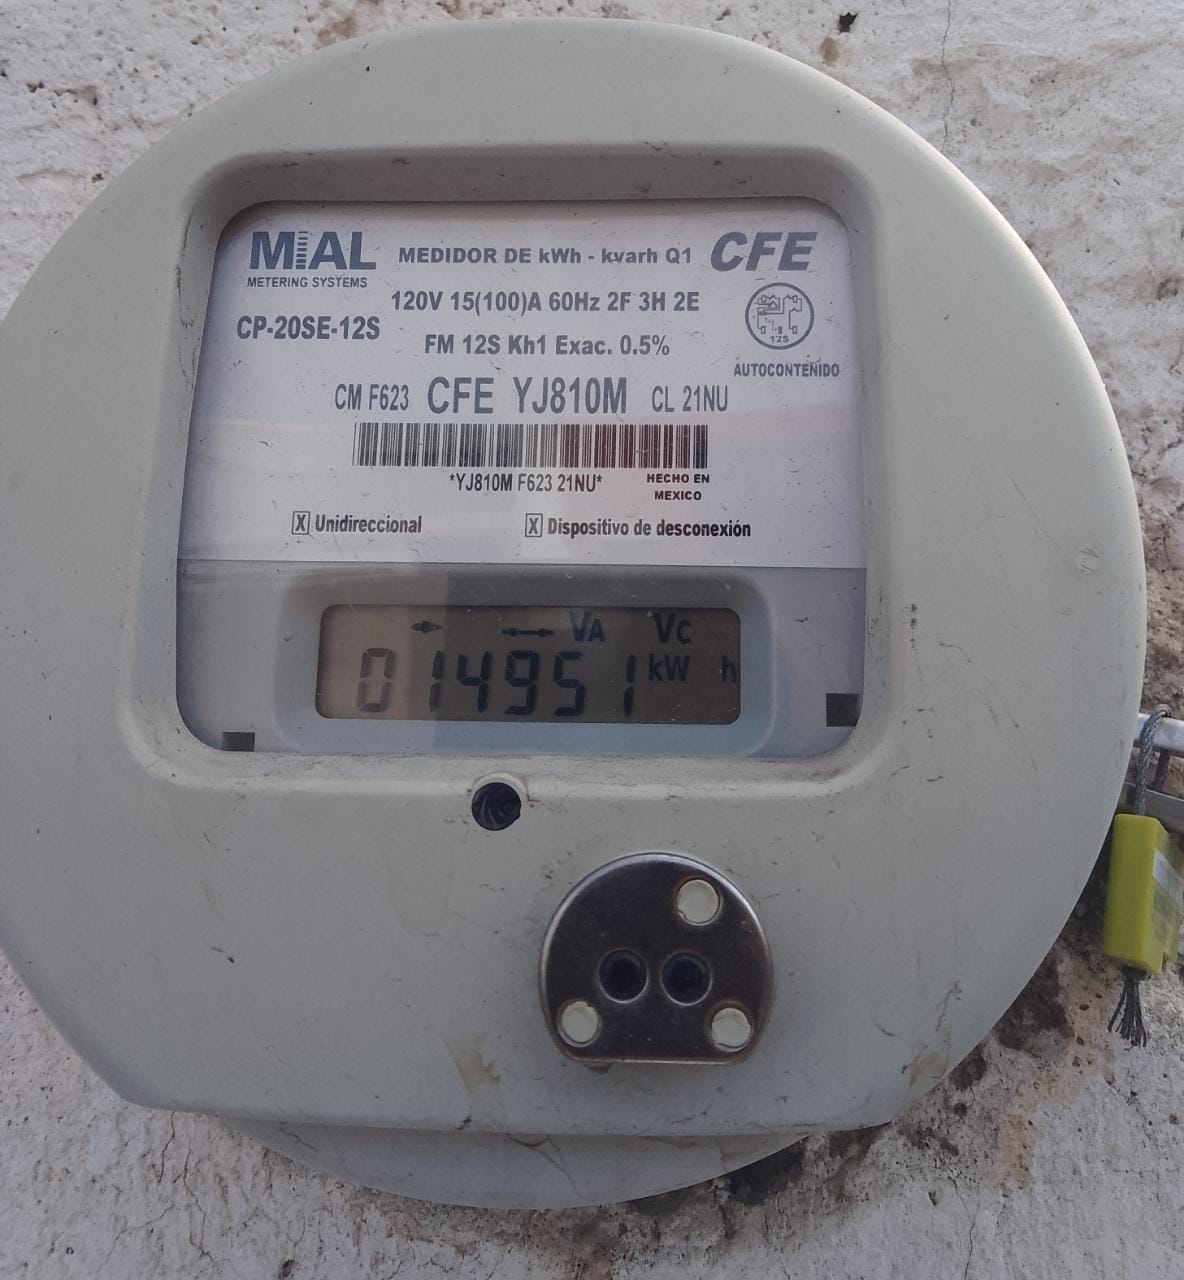 MIAL MEDIDOR DE kWh - kvarh Q1 CFE
METERING SYSTEMS
120V 15(100)A 60Hz 2F 3H 2E
CP-20SE-12S
FM 12S Kh1 Exac. 0.5%
12S
AUTOCONTENIDO
CM F623 CFE YJ810M CL 21NU
*YJ810M F623 21NU*
HECHO EN
MEXICO
X Unidireccional X Dispositivo de desconexión
VA VC
014951 kW h